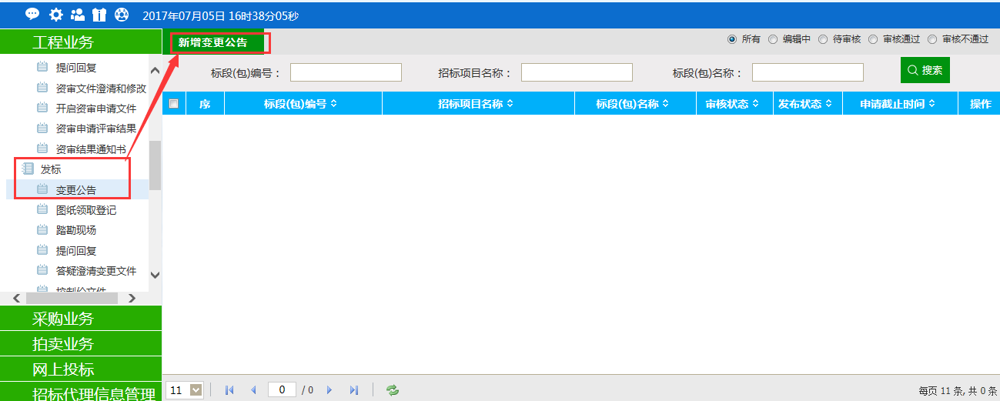 2017年07月05日 16时38分05秒
工程业务
提问回复
资审文件澄清和修改
开启资审申请文件
资审申请评审结果
资审结果通知书
发标
变更公告
图纸领取登记
踏勘现场
提问回复
答疑澄清变更文件
控制价文件
采购业务
拍卖业务
网上投标
招标代理信息管理
新增变更公告
所有 编辑中 待审核 审核通过 审核不通过
标段(包)编号： 招标项目名称： 标段(包)名称： 搜索
序 标段(包)编号 招标项目名称 标段(包)名称 审核状态 发布状态 申请截止时间 操作
11 0 / 0 每页 11 条, 共 0 条